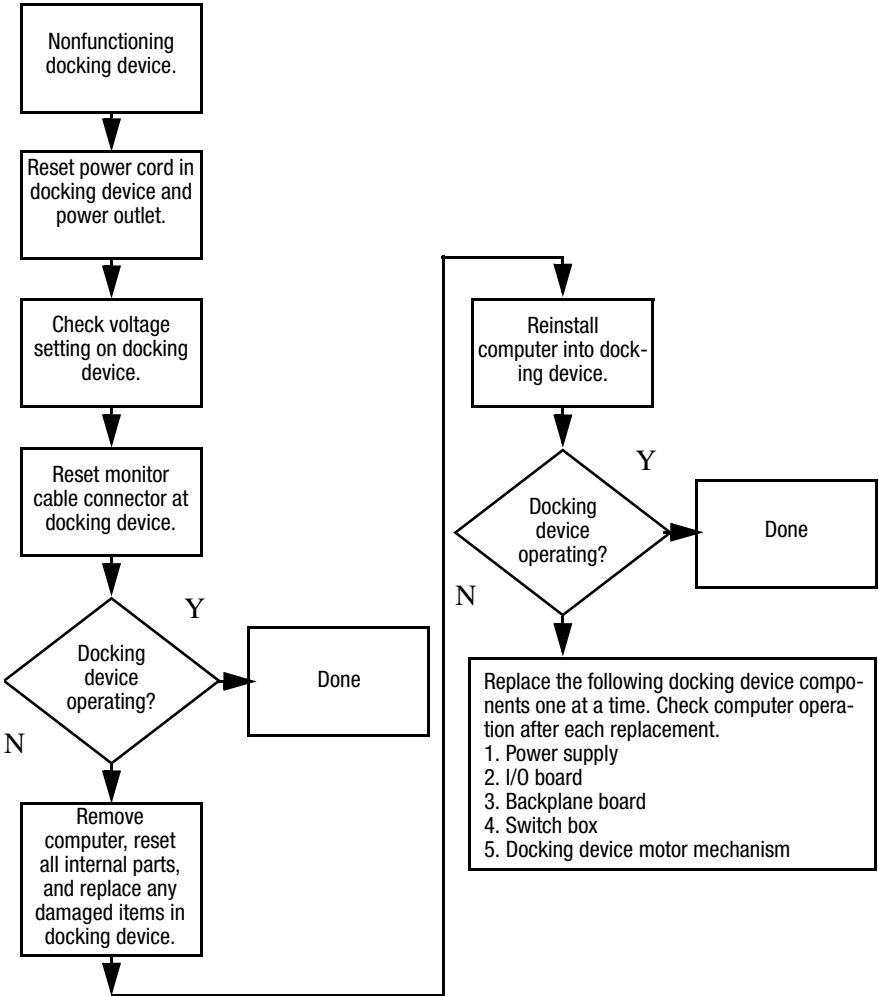 Nonfunctioning
docking device.
Reset power cord in
docking device and
power outlet.
Check voltage
setting on docking
device.
Reset monitor
cable connector at
docking device.
Y
Docking
device
operating?
Done
N
Remove
computer, reset
all internal parts,
and replace any
damaged items in
docking device.
Reinstall
computer into dock-
ing device.
Y
Docking
device
operating?
Done
N
Replace the following docking device compo-
nents one at a time. Check computer opera-
tion after each replacement.
1. Power supply
2. I/O board
3. Backplane board
4. Switch box
5. Docking device motor mechanism